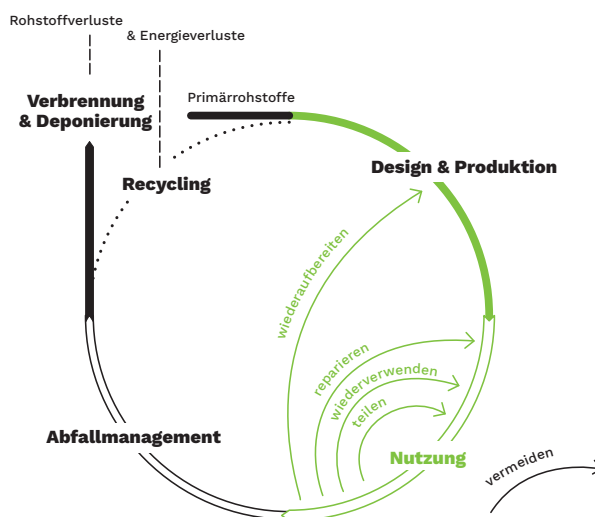 Rohstoffverluste
& Energieverluste
Primärrohstoffe
Verbrennung
& Deponierung
Design & Produktion
Recycling
wiederaufbereiten
reparieren
wiederverwenden
teilen
Abfallmanagement
Nutzung
vermeiden